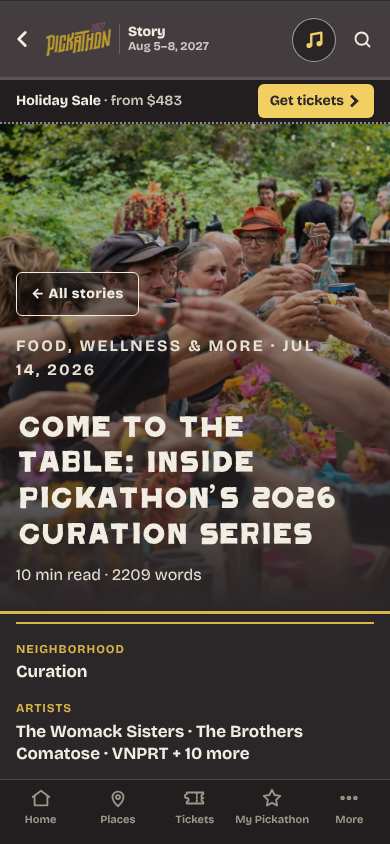 PICKATHON
Story
Aug 5–8, 2027
Holiday Sale · from $483
Get tickets
← All stories
FOOD, WELLNESS & MORE · JUL
14, 2026
COME TO THE
TABLE: INSIDE
PICKATHON'S 2026
CURATION SERIES
10 min read · 2209 words
NEIGHBORHOOD
Curation
ARTISTS
The Womack Sisters · The Brothers
Comatose · VNPRT + 10 more
Home
Places
Tickets
My Pickathon
More